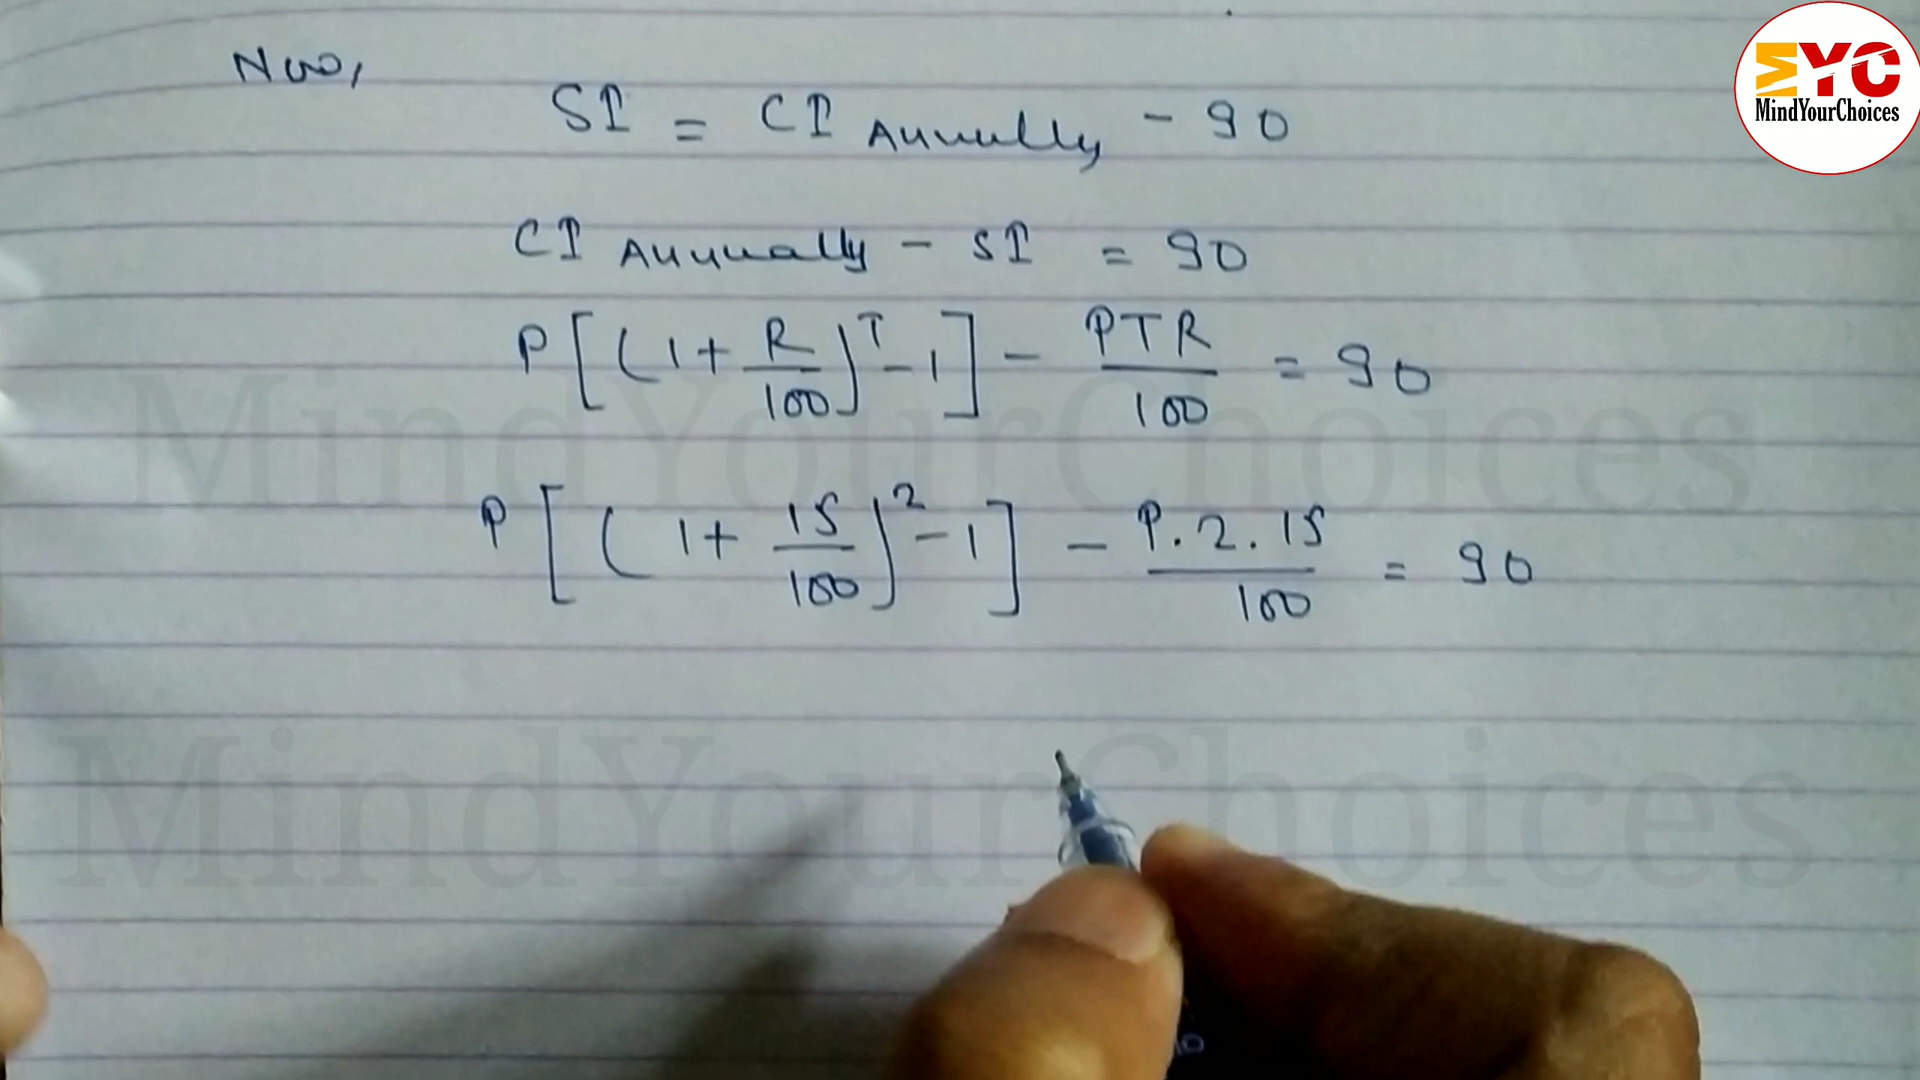 MYC
MindYourChoices
Now,
SI = CI Annully - 90
CI Annually - SI = 90
P[(1+R/100)^T-1] - PTR/100 = 90
P[(1+15/100)^2-1] - P.2.15/100 = 90
MindYourChoices
MindYourChoices